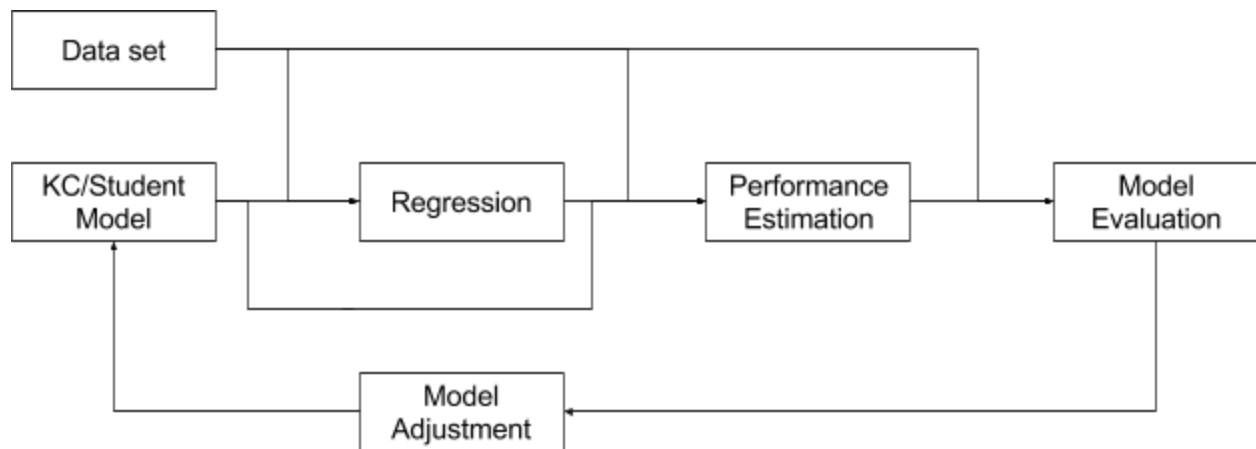 Data set
KC/Student
Model
Regression
Performance
Estimation
Model
Evaluation
Model
Adjustment